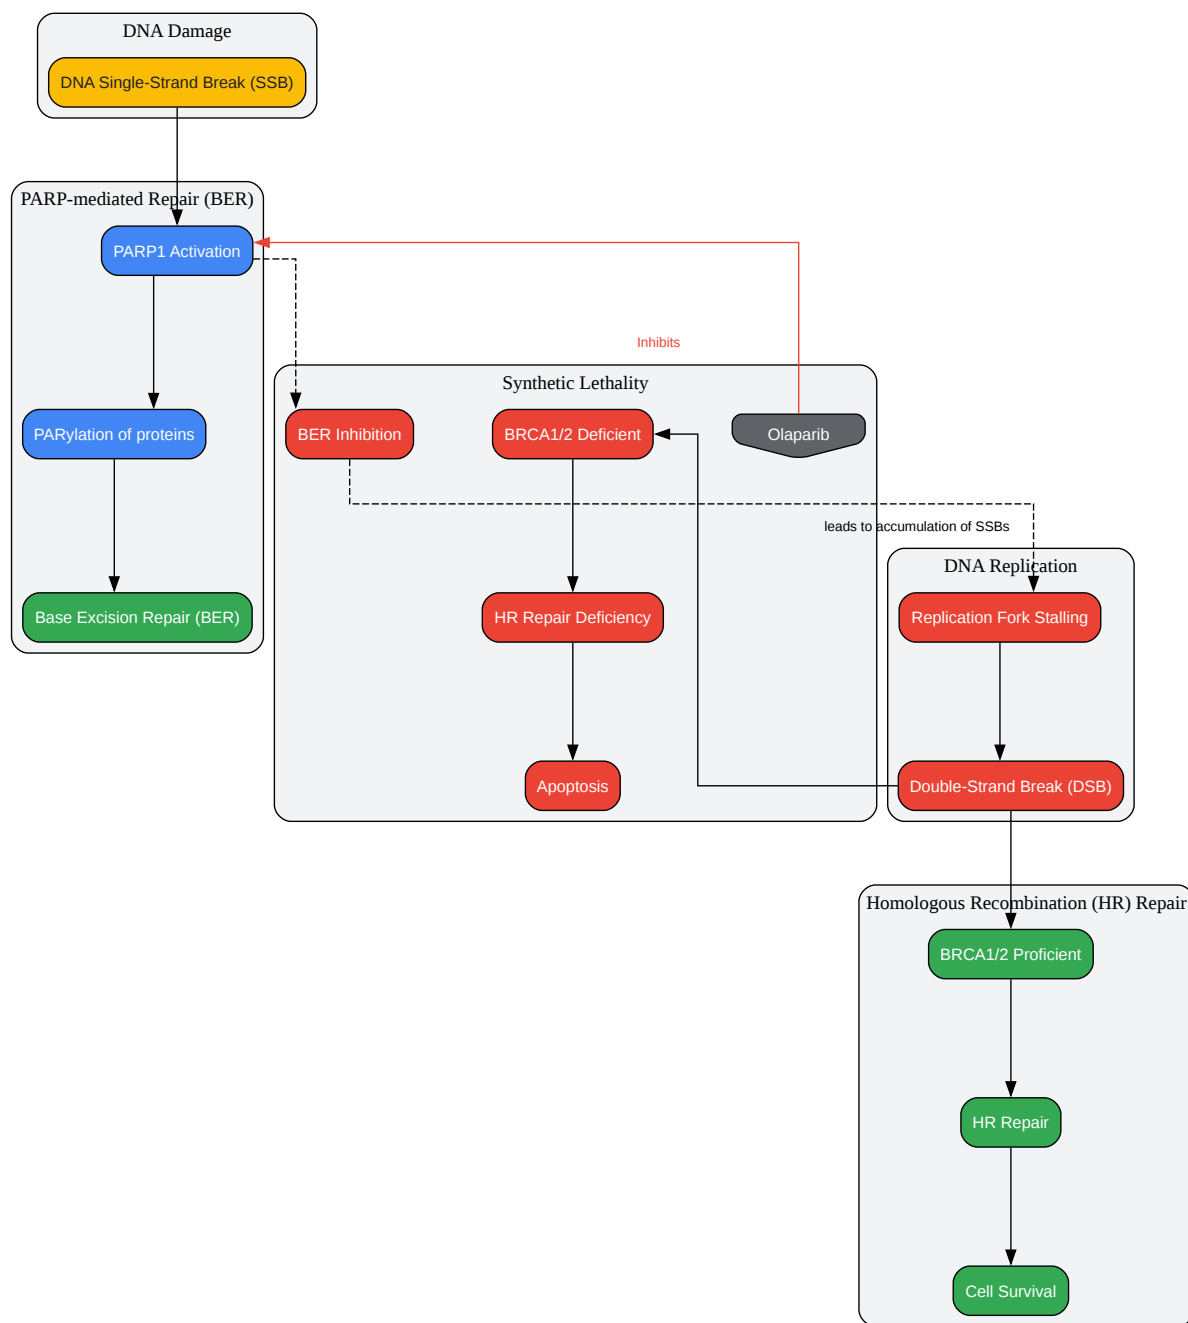 DNA Damage
DNA Single-Strand Break (SSB)
PARP-mediated Repair (BER)
PARP1 Activation
Inhibits
Synthetic Lethality
PARylation of proteins
BER Inhibition
BRCA1/2 Deficient
Olaparib
leads to accumulation of SSBs
DNA Replication
Base Excision Repair (BER)
HR Repair Deficiency
Replication Fork Stalling
Apoptosis
Double-Strand Break (DSB)
Homologous Recombination (HR) Repair
BRCA1/2 Proficient
HR Repair
Cell Survival